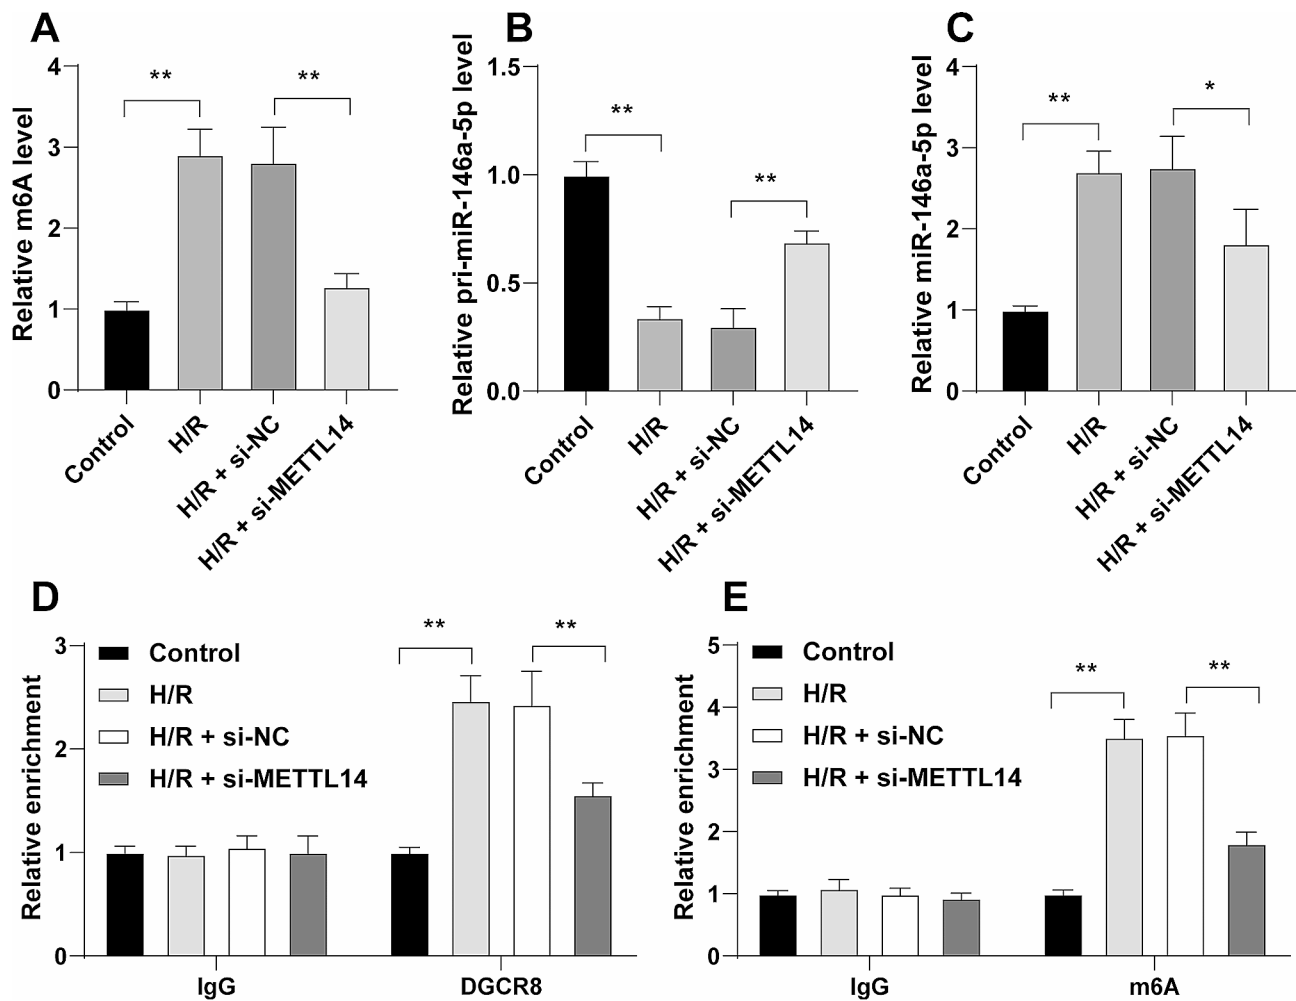 A
Relative m6A level
4
3
2
1
0
**
**
Control
H/R
H/R + si-NC
H/R + si-METTL14
B
Relative pri-miR-146a-5p level
1.5
1.0
0.5
0.0
**
**
Control
H/R
H/R + si-NC
H/R + si-METTL14
C
Relative miR-146a-5p level
4
3
2
1
0
**
*
Control
H/R
H/R + si-NC
H/R + si-METTL14
D
Relative enrichment
3
2
1
0
Control
H/R
H/R + si-NC
H/R + si-METTL14
**
**
IgG
DGCR8
E
Relative enrichment
5
4
3
2
1
0
Control
H/R
H/R + si-NC
H/R + si-METTL14
**
**
IgG
m6A